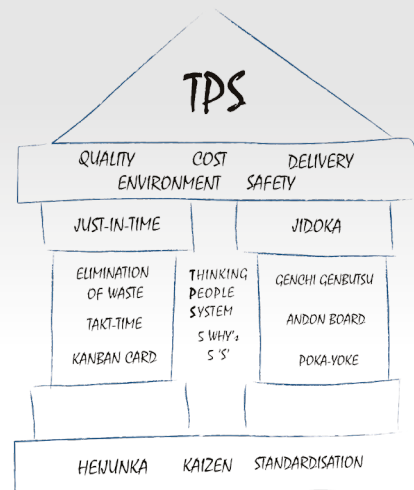 TPS
QUALITY COST DELIVERY
ENVIRONMENT SAFETY
JUST-IN-TIME
JIDOKA
ELIMINATION
OF WASTE
TAKT-TIME
KANBAN CARD
THINKING
PEOPLE
SYSTEM
5 WHY's
5 'S'
GENCHI GENBUTSU
ANDON BOARD
POKA-YOKE
HEIJUNKA KAIZEN STANDARDISATION